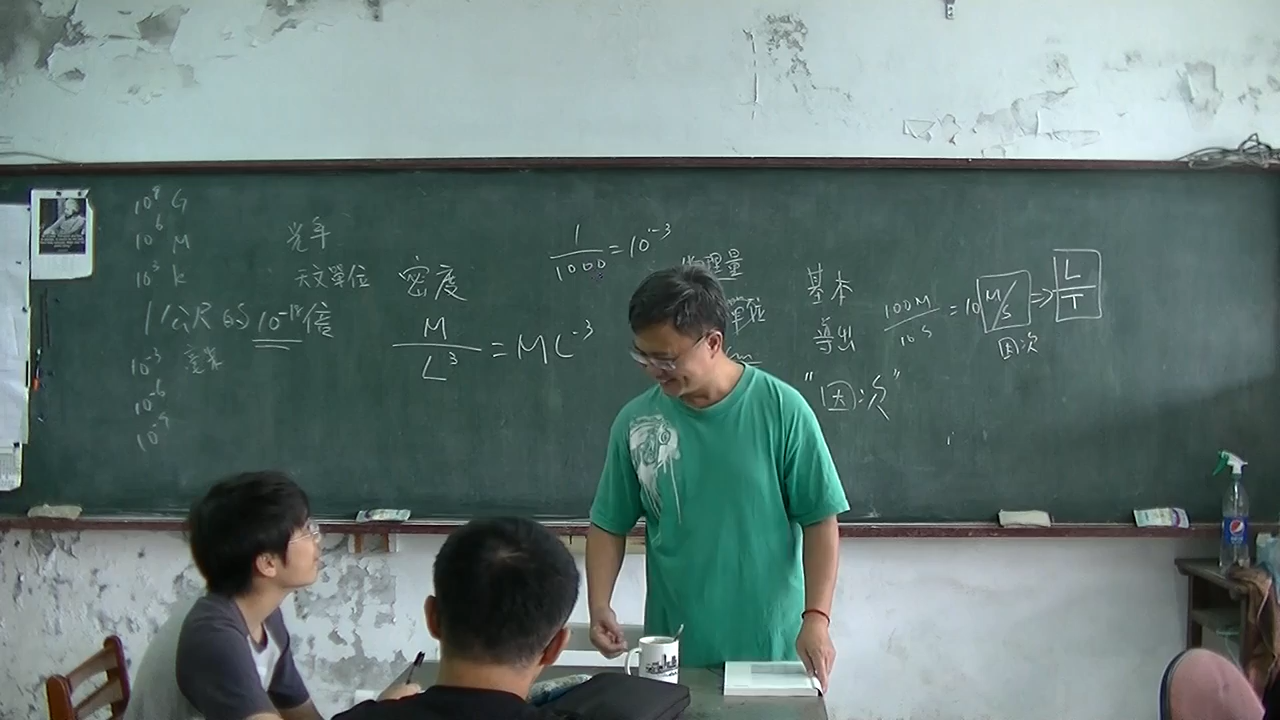 10⁹ G
10⁶ M
10³ k
1公尺的10⁻¹⁸倍
10⁻³ 毫
10⁻⁶
10⁻⁹
光年
天文單位
密度
M/L³ = ML⁻³
1/1000 = 10⁻³
物理量
單位
m
基本
導出
"因次"
100M/10S = 10 M/S => L/T
因次